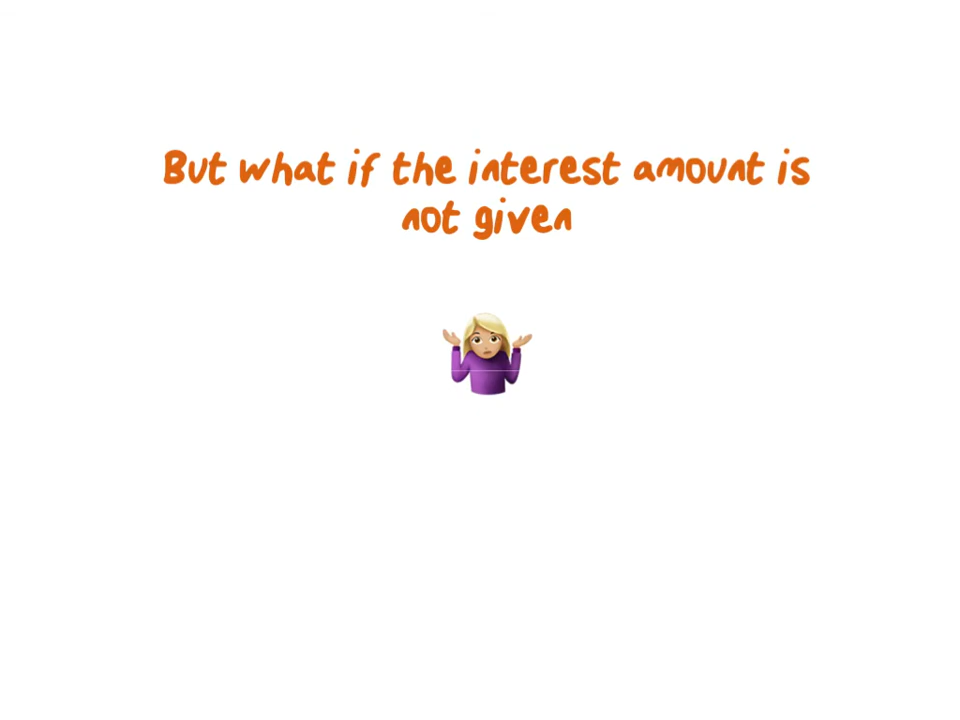 But what if the interest amount is
not given